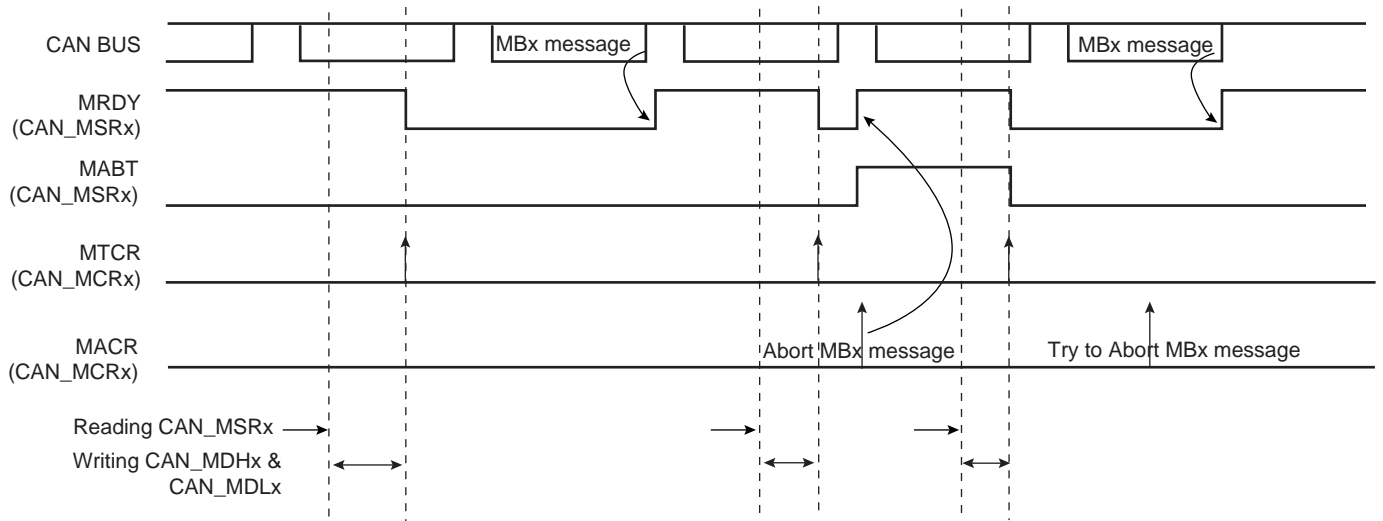 CAN BUS
MBx message
MBx message
MRDY
(CAN_MSRx)
MABT
(CAN_MSRx)
MTCR
(CAN_MCRx)
MACR
(CAN_MCRx)
Abort MBx message
Try to Abort MBx message
Reading CAN_MSRx
Writing CAN_MDHx &
CAN_MDLx